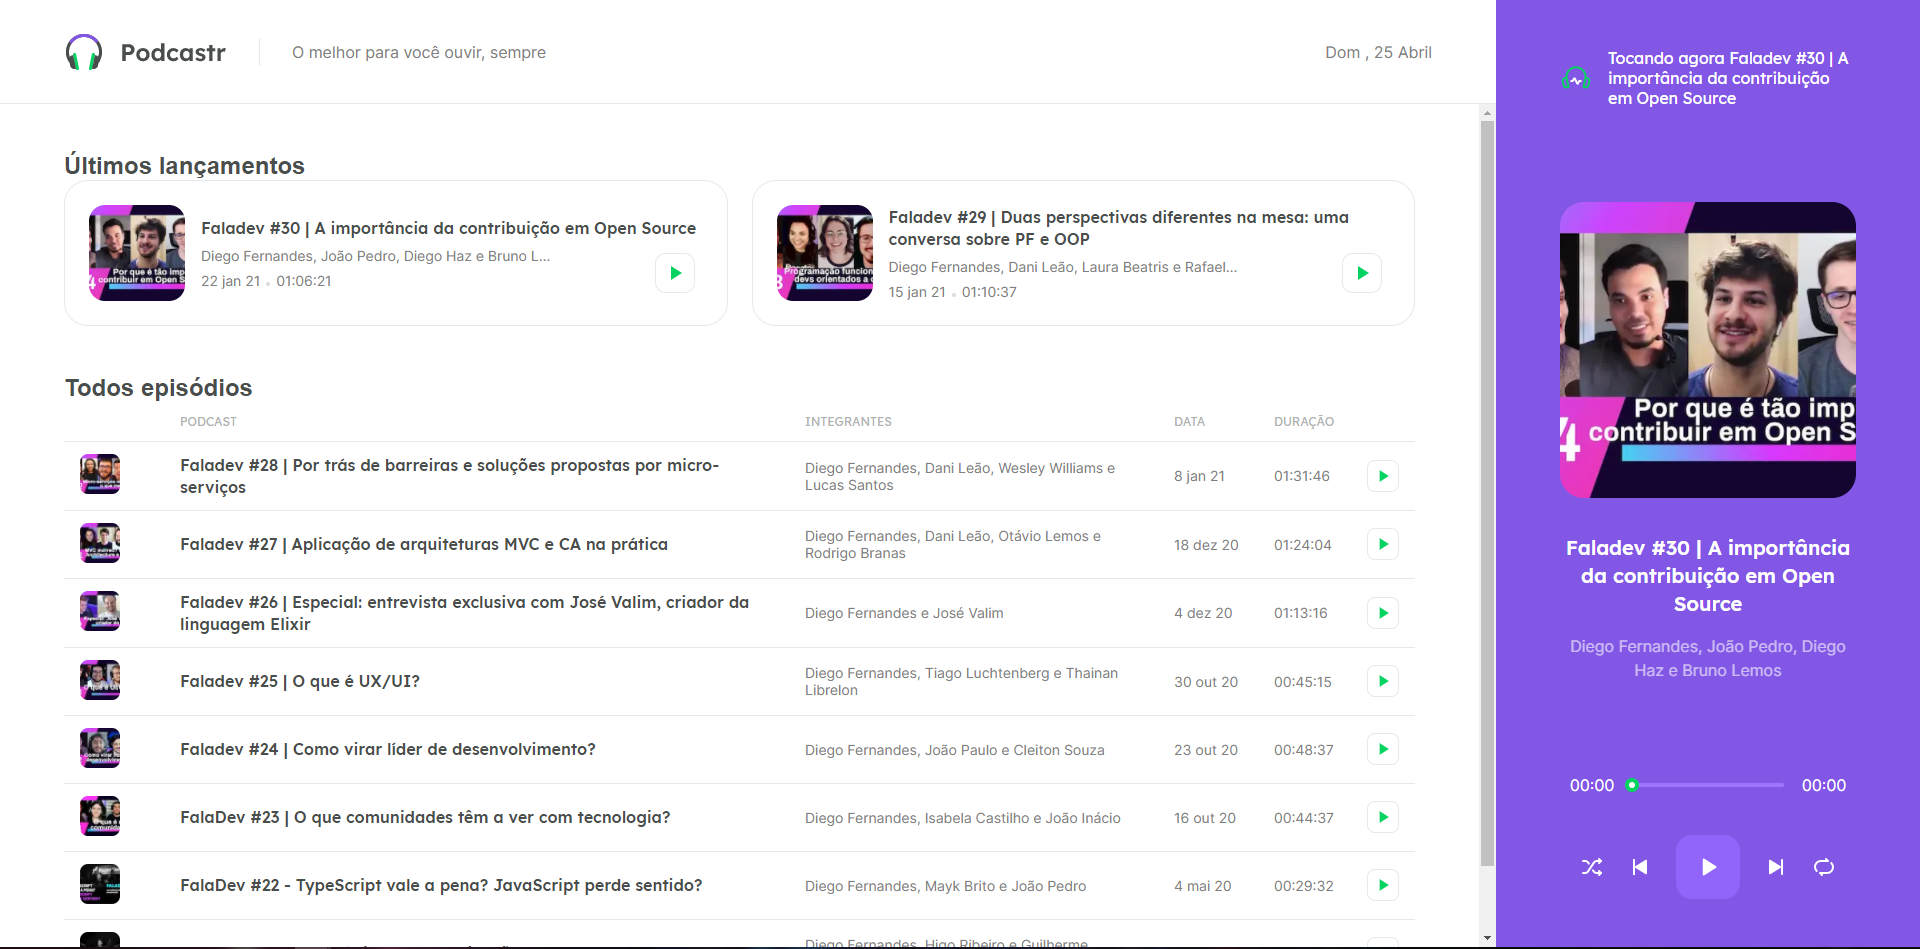 Podcastr
O melhor para você ouvir, sempre
Dom , 25 Abril
Últimos lançamentos
Por que é tão imp
contribuir em Open S
Faladev #30 | A importância da contribuição em Open Source
Diego Fernandes, João Pedro, Diego Haz e Bruno L...
22 jan 21 01:06:21
Programação funcion
devs orientados a o
Faladev #29 | Duas perspectivas diferentes na mesa: uma
conversa sobre PF e OOP
Diego Fernandes, Dani Leão, Laura Beatris e Rafael...
15 jan 21 01:10:37
Todos episódios
PODCAST INTEGRANTES DATA DURAÇÃO
Faladev #28 | Por trás de barreiras e soluções propostas por micro-
serviços
Diego Fernandes, Dani Leão, Wesley Williams e
Lucas Santos
8 jan 21
01:31:46
Faladev #27 | Aplicação de arquiteturas MVC e CA na prática
Diego Fernandes, Dani Leão, Otávio Lemos e
Rodrigo Branas
18 dez 20
01:24:04
Faladev #26 | Especial: entrevista exclusiva com José Valim, criador da
linguagem Elixir
Diego Fernandes e José Valim
4 dez 20
01:13:16
Faladev #25 | O que é UX/UI?
Diego Fernandes, Tiago Luchtenberg e Thainan
Librelon
30 out 20
00:45:15
Faladev #24 | Como virar líder de desenvolvimento?
Diego Fernandes, João Paulo e Cleiton Souza
23 out 20
00:48:37
FalaDev #23 | O que comunidades têm a ver com tecnologia?
Diego Fernandes, Isabela Castilho e João Inácio
16 out 20
00:44:37
FalaDev #22 - TypeScript vale a pena? JavaScript perde sentido?
Diego Fernandes, Mayk Brito e João Pedro
4 mai 20
00:29:32
Diego Fernandes, Higo Ribeiro e Guilherme
Tocando agora Faladev #30 | A
importância da contribuição
em Open Source
Por que é tão imp
4 contribuir em Open S
Faladev #30 | A importância
da contribuição em Open
Source
Diego Fernandes, João Pedro, Diego
Haz e Bruno Lemos
00:00 00:00